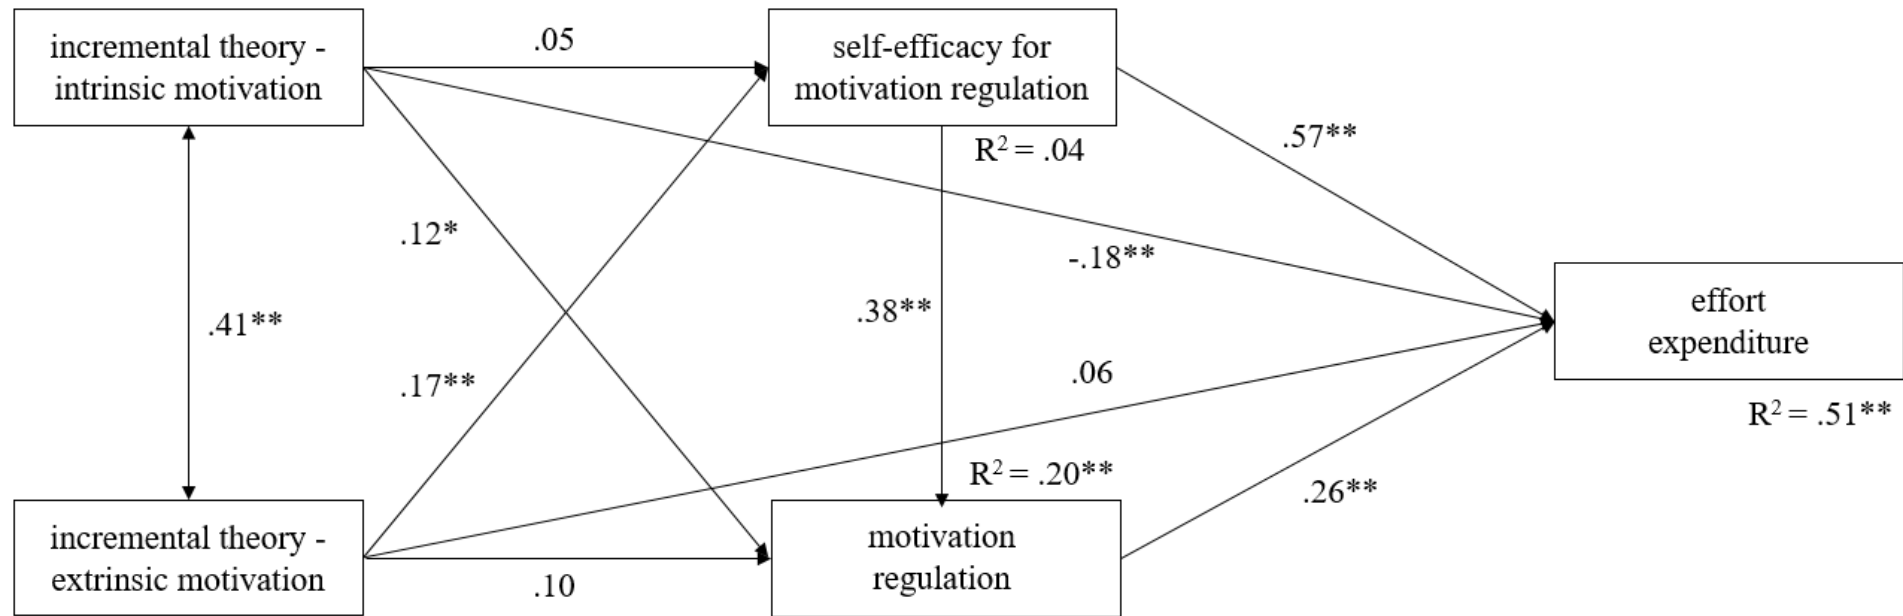 incremental theory -
intrinsic motivation
.05
self-efficacy for
motivation regulation
R² = .04
.57**
.12*
-.18**
.41**
.38**
effort
expenditure
.17**
.06
R² = .51**
R² = .20**
.26**
incremental theory -
extrinsic motivation
.10
motivation
regulation